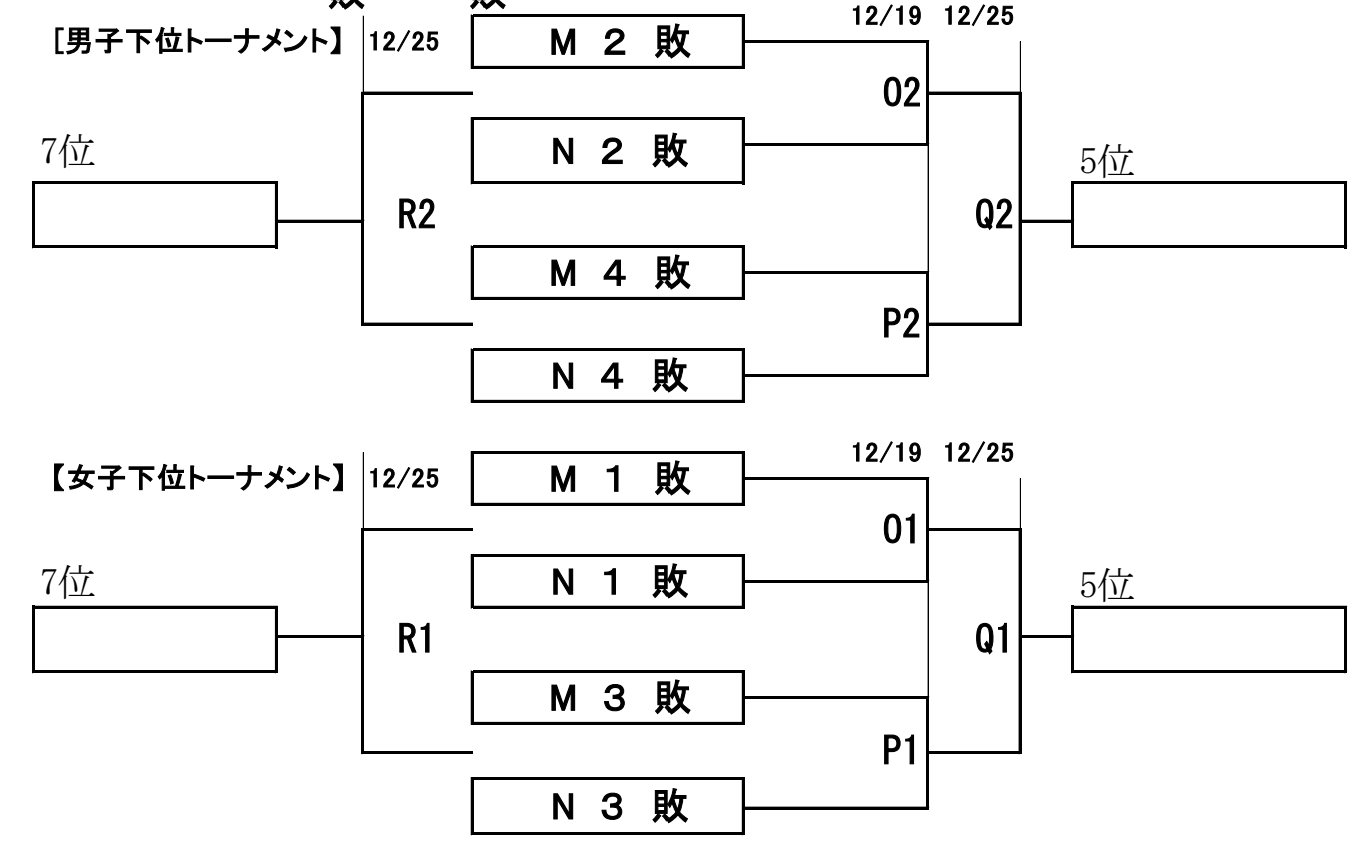 敗 敗
[男子下位トーナメント】 12/25 M 2 敗 12/19 12/25
O2
7位 N 2 敗 5位
R2 Q2
M 4 敗
P2
N 4 敗
【女子下位トーナメント】 12/25 M 1 敗 12/19 12/25
O1
7位 N 1 敗 5位
R1 Q1
M 3 敗
P1
N 3 敗